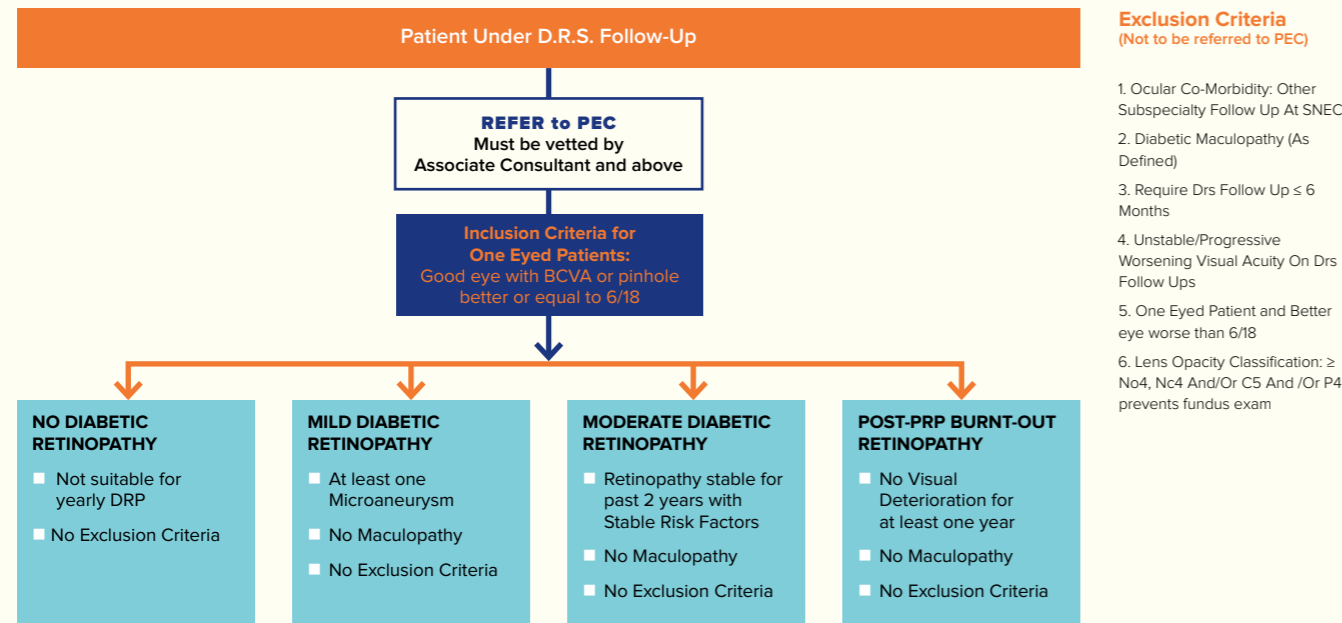 Patient Under D.R.S. Follow-Up
REFER to PEC
Must be vetted by
Associate Consultant and above
Inclusion Criteria for
One Eyed Patients:
Good eye with BCVA or pinhole
better or equal to 6/18
NO DIABETIC
RETINOPATHY
Not suitable for
yearly DRP
No Exclusion Criteria
MILD DIABETIC
RETINOPATHY
At least one
Microaneurysm
No Maculopathy
No Exclusion Criteria
MODERATE DIABETIC
RETINOPATHY
Retinopathy stable for
past 2 years with
Stable Risk Factors
No Maculopathy
No Exclusion Criteria
POST-PRP BURNT-OUT
RETINOPATHY
No Visual
Deterioration for
at least one year
No Maculopathy
No Exclusion Criteria
Exclusion Criteria
(Not to be referred to PEC)
1. Ocular Co-Morbidity: Other
Subspecialty Follow Up At SNEC
2. Diabetic Maculopathy (As
Defined)
3. Require Drs Follow Up ≤ 6
Months
4. Unstable/Progressive
Worsening Visual Acuity On Drs
Follow Ups
5. One Eyed Patient and Better
eye worse than 6/18
6. Lens Opacity Classification: ≥
No4, Nc4 And/Or C5 And /Or P4
prevents fundus exam